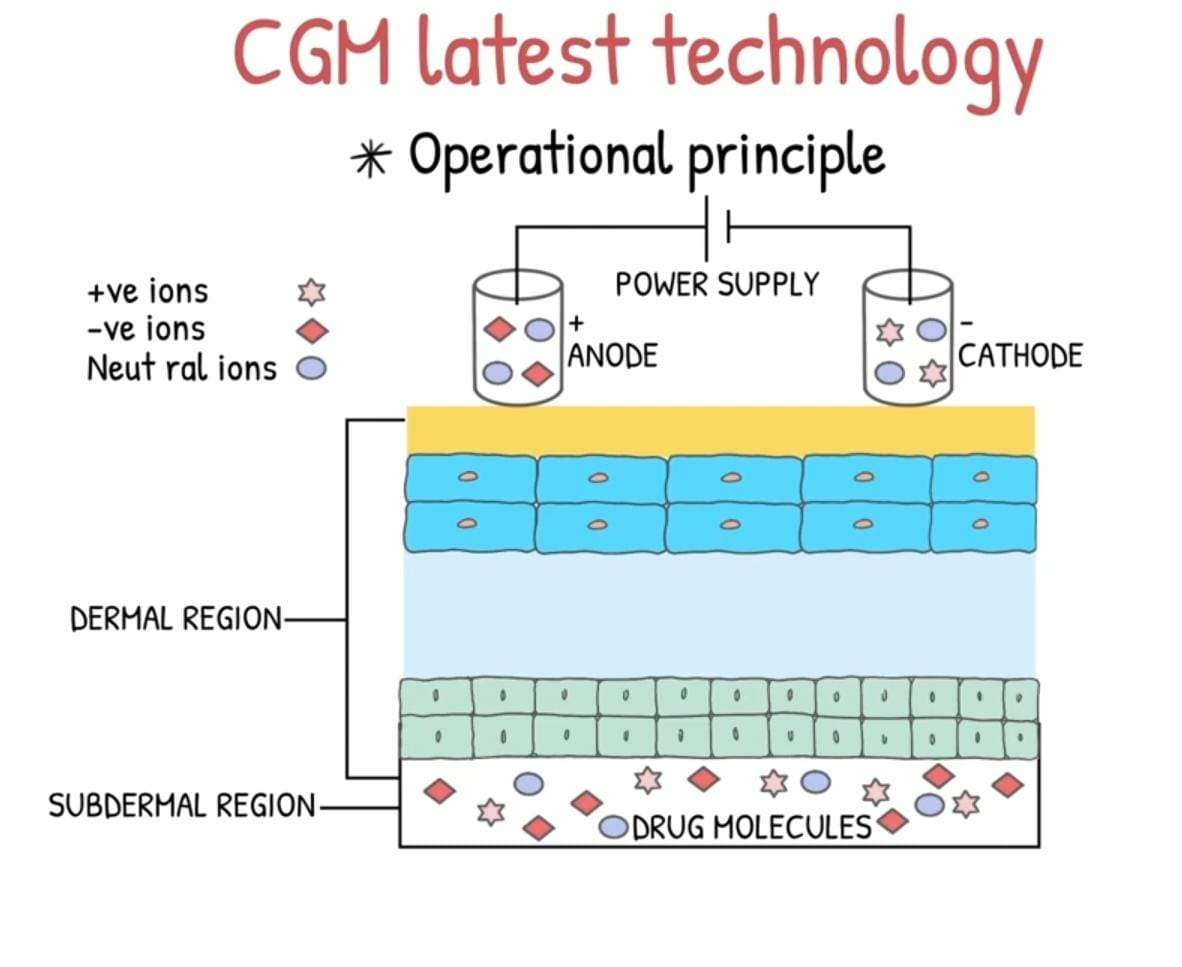 CGM latest technology
* Operational principle
POWER SUPPLY
+ve ions
-ve ions
Neut ral ions
+
ANODE
-
CATHODE
DERMAL REGION
SUBDERMAL REGION
DRUG MOLECULES